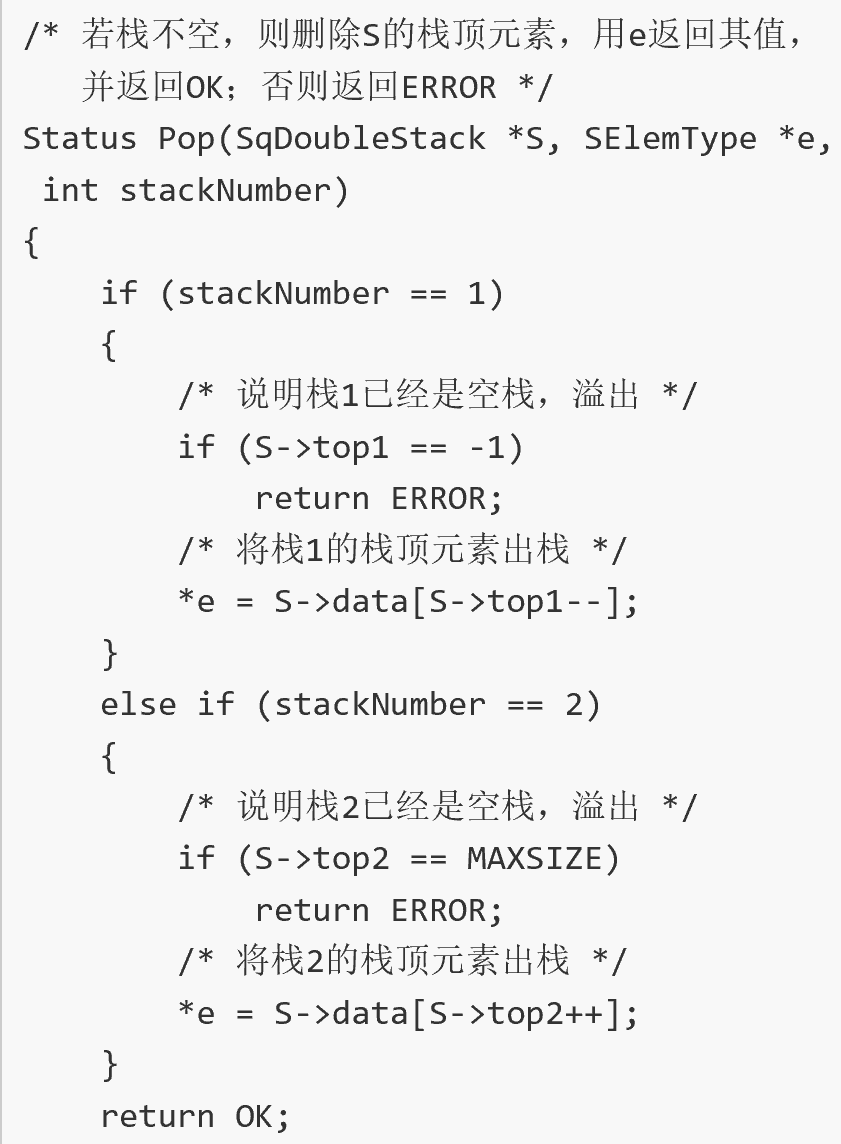 /* 若栈不空，则删除S的栈顶元素，用e返回其值，
   并返回OK；否则返回ERROR */
Status Pop(SqDoubleStack *S, SElemType *e,
 int stackNumber)
{
    if (stackNumber == 1)
    {
        /* 说明栈1已经是空栈，溢出 */
        if (S->top1 == -1)
            return ERROR;
        /* 将栈1的栈顶元素出栈 */
        *e = S->data[S->top1--];
    }
    else if (stackNumber == 2)
    {
        /* 说明栈2已经是空栈，溢出 */
        if (S->top2 == MAXSIZE)
            return ERROR;
        /* 将栈2的栈顶元素出栈 */
        *e = S->data[S->top2++];
    }
    return OK;